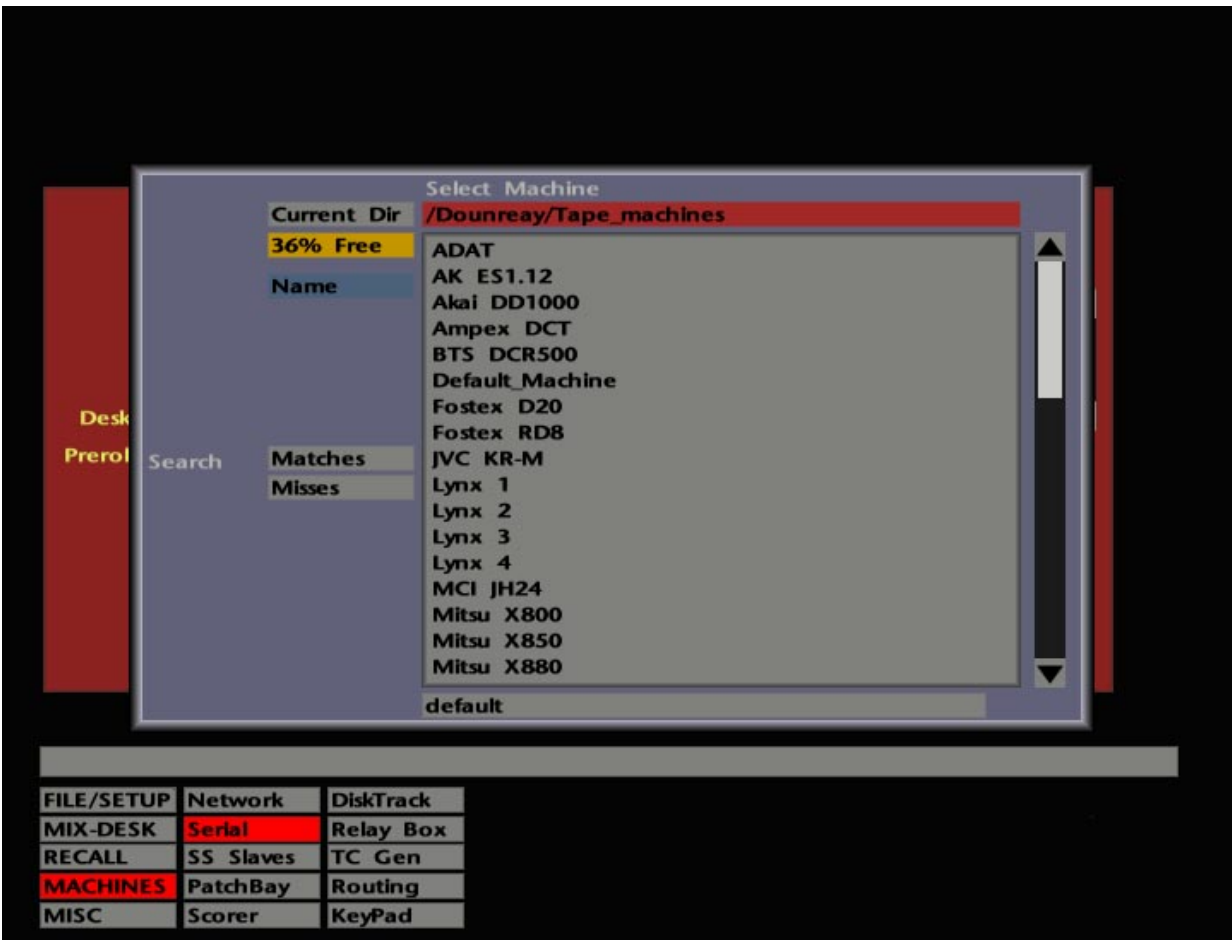 Select Machine
Current Dir /Dounreay/Tape_machines
36% Free
Name
ADAT
AK ES1.12
Akai DD1000
Ampex DCT
BTS DCR500
Default_Machine
Fostex D20
Fostex RD8
JVC KR-M
Lynx 1
Lynx 2
Lynx 3
Lynx 4
MCI JH24
Mitsu X800
Mitsu X850
Mitsu X880
Desk
Prerol
Search
Matches
Misses
default
FILE/SETUP Network DiskTrack
MIX-DESK Serial Relay Box
RECALL SS Slaves TC Gen
MACHINES PatchBay Routing
MISC Scorer KeyPad